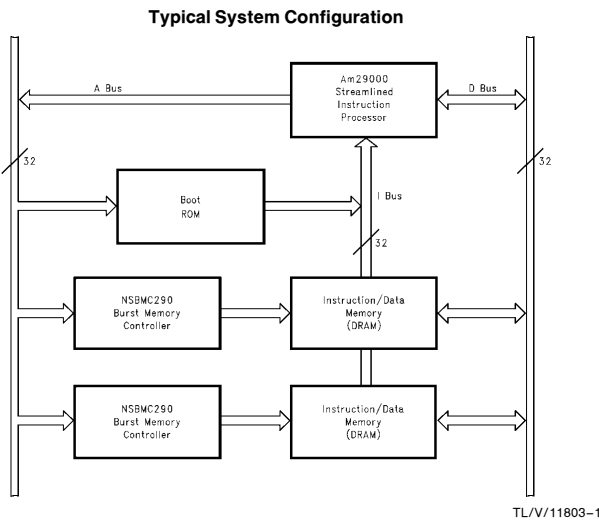 Typical System Configuration
Am29000
Streamlined
Instruction
Processor
A Bus
D Bus
32
32
Boot
ROM
I Bus
32
NSBMC290
Burst Memory
Controller
Instruction/Data
Memory
(DRAM)
NSBMC290
Burst Memory
Controller
Instruction/Data
Memory
(DRAM)
TL/V/11803–1